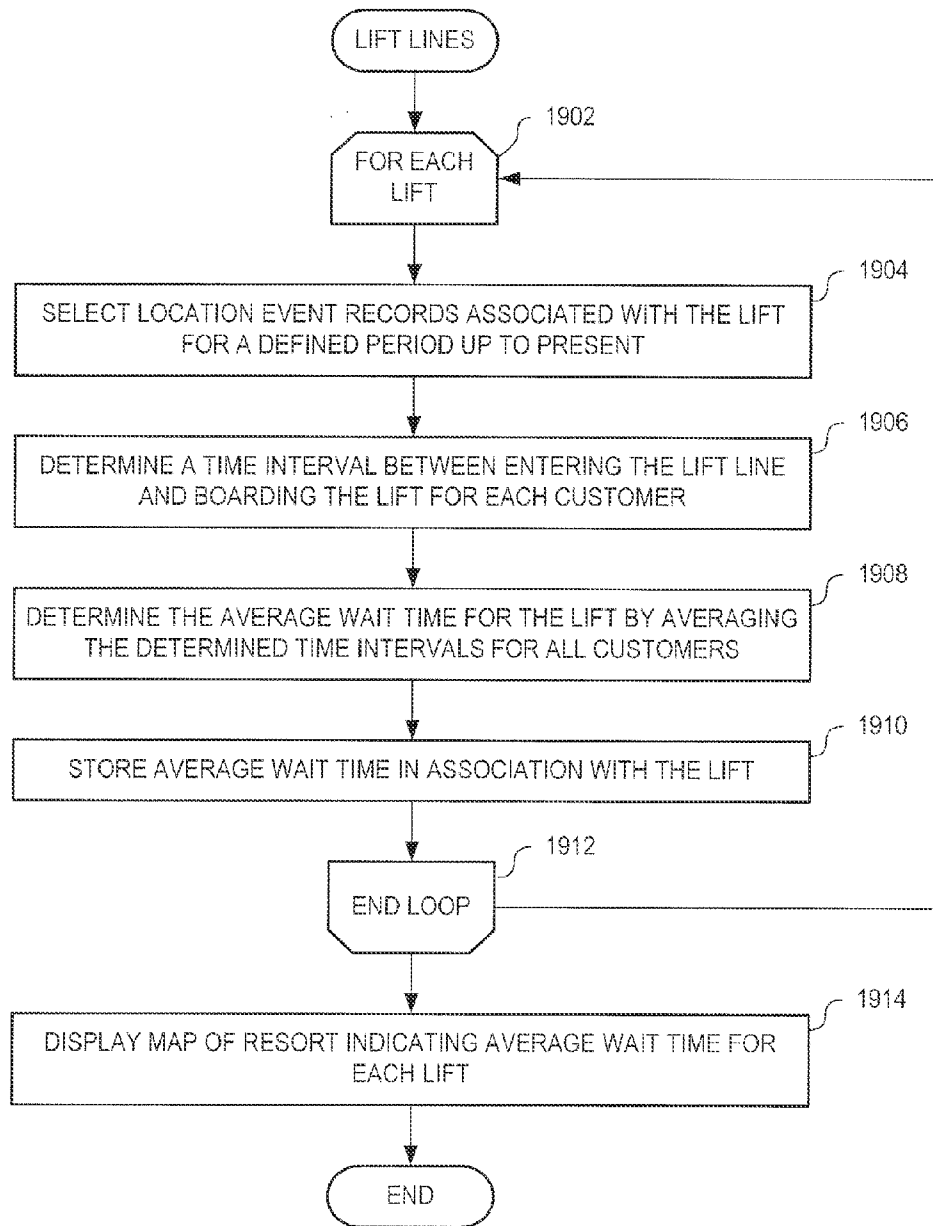 LIFT LINES
1902
FOR EACH
LIFT
1904
SELECT LOCATION EVENT RECORDS ASSOCIATED WITH THE LIFT
FOR A DEFINED PERIOD UP TO PRESENT
1906
DETERMINE A TIME INTERVAL BETWEEN ENTERING THE LIFT LINE
AND BOARDING THE LIFT FOR EACH CUSTOMER
1908
DETERMINE THE AVERAGE WAIT TIME FOR THE LIFT BY AVERAGING
THE DETERMINED TIME INTERVALS FOR ALL CUSTOMERS
1910
STORE AVERAGE WAIT TIME IN ASSOCIATION WITH THE LIFT
1912
END LOOP
1914
DISPLAY MAP OF RESORT INDICATING AVERAGE WAIT TIME FOR
EACH LIFT
END